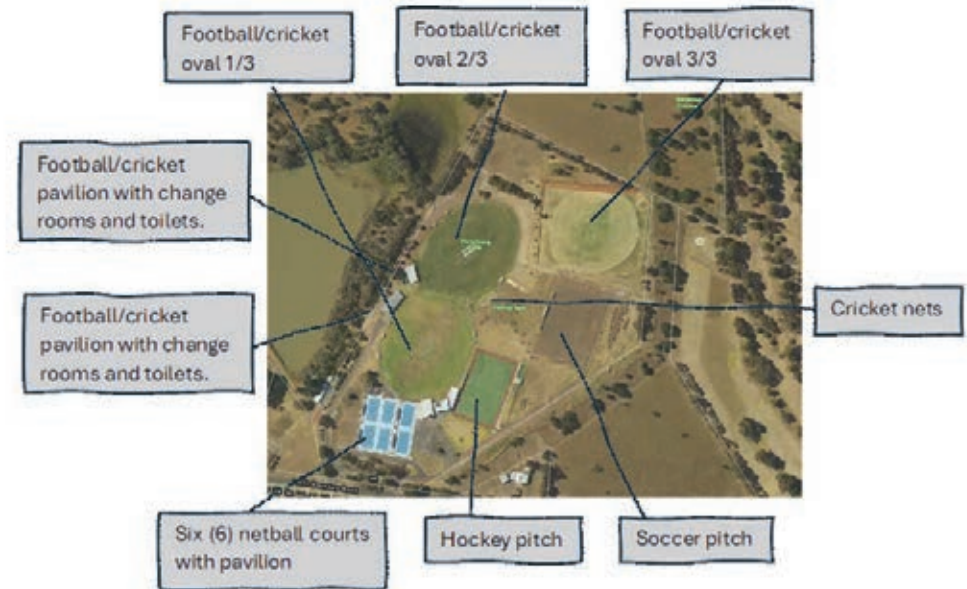 Football/cricket
oval 1/3
Football/cricket
oval 2/3
Football/cricket
oval 3/3
Football/cricket
pavilion with change
rooms and toilets.
Football/cricket
pavilion with change
rooms and toilets.
Cricket nets
Six (6) netball courts
with pavilion
Hockey pitch
Soccer pitch